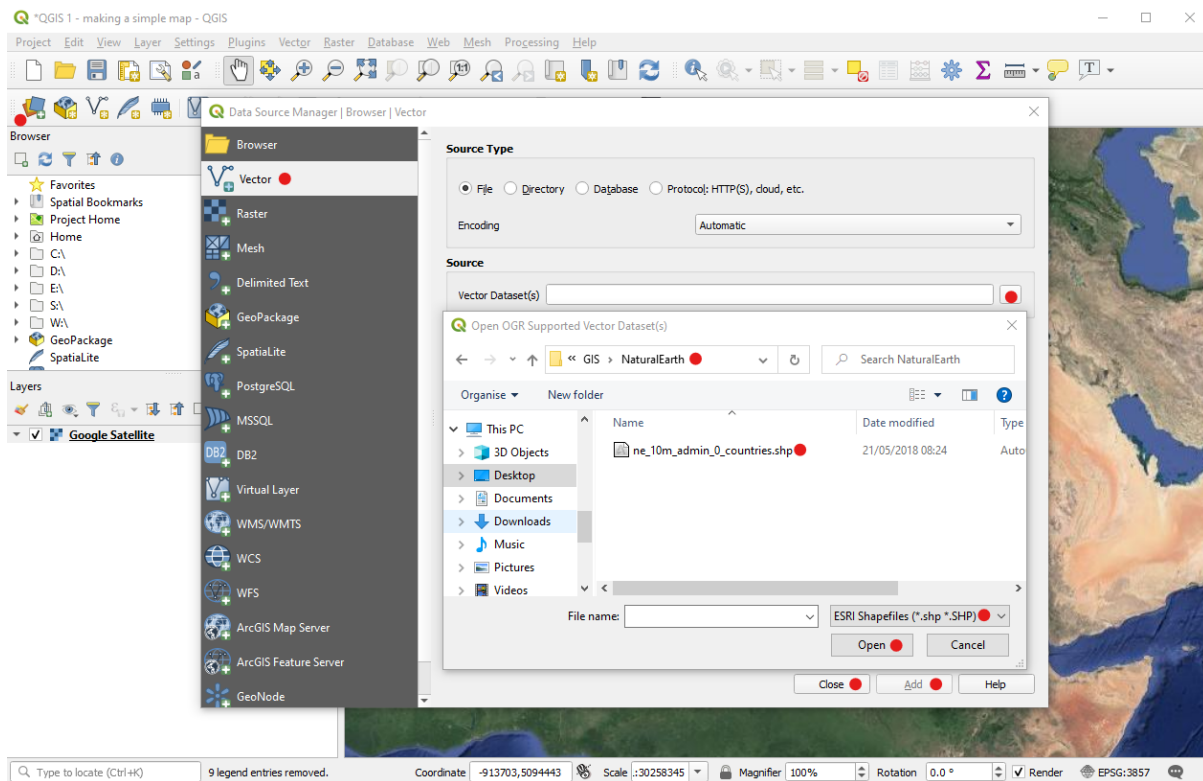 *QGIS 1 - making a simple map - QGIS
Project Edit View Layer Settings Plugins Vector Raster Database Web Mesh Processing Help
1:1
T
Data Source Manager | Browser | Vector
Browser
Favorites
Spatial Bookmarks
Project Home
Home
C:\
D:\
E:\
S:\
W:\
GeoPackage
SpatiaLite
Layers
Google Satellite
Browser
Vector
Raster
Mesh
Delimited Text
GeoPackage
SpatiaLite
PostgreSQL
MSSQL
DB2 DB2
Virtual Layer
WMS/WMTS
WCS
WFS
ArcGIS Map Server
ArcGIS Feature Server
GeoNode
Source Type
File Directory Database Protocol: HTTP(S), cloud, etc.
Encoding Automatic
Source
Vector Dataset(s)
Open OGR Supported Vector Dataset(s)
« GIS › NaturalEarth Search NaturalEarth
Organise New folder
This PC
3D Objects
Desktop
Documents
Downloads
Music
Pictures
Videos
Name Date modified Type
ne_10m_admin_0_countries.shp 21/05/2018 08:24 Auto
File name: ESRI Shapefiles (*.shp *.SHP)
Open Cancel
Close Add Help
Type to locate (Ctrl+K) 9 legend entries removed. Coordinate -913703,5094443 Scale .:30258345 Magnifier 100% Rotation 0.0 ° Render EPSG:3857